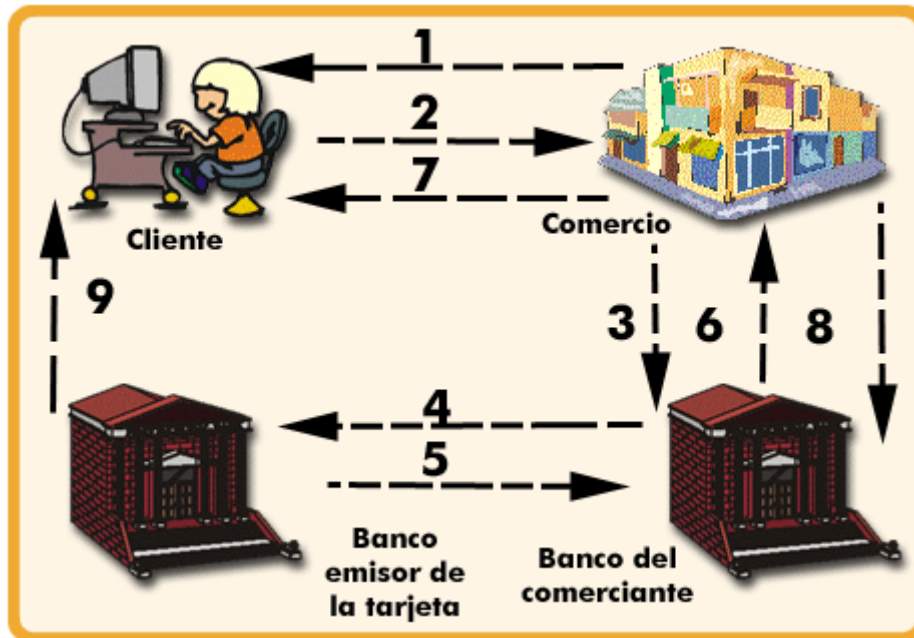 1
2
7
Cliente
Comercio
9
3
6
8
4
5
Banco
emisor de
la tarjeta
Banco del
comerciante